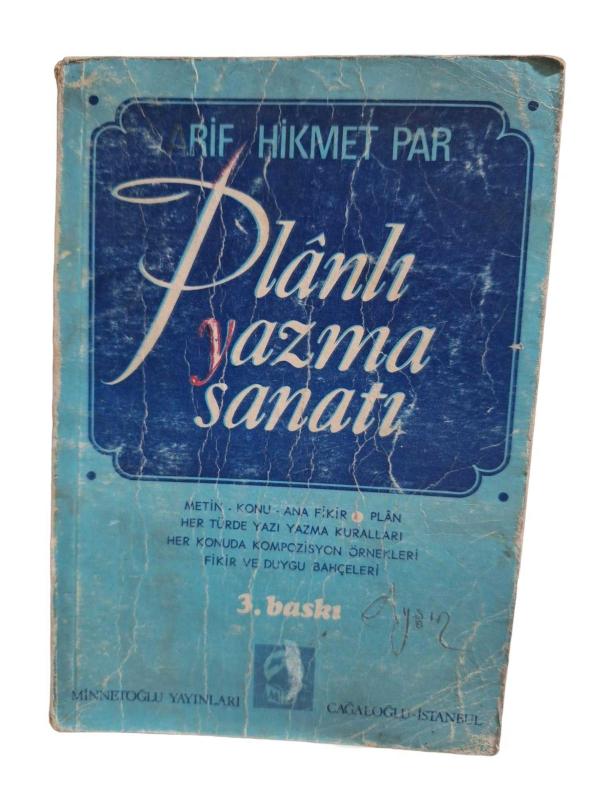 ARİF HİKMET PAR
Plânlı
yazma
sanatı
METİN - KONU - ANA FİKİR - PLÂN
HER TÜRDE YAZI YAZMA KURALLARI
HER KONUDA KOMPOZİSYON ÖRNEKLERİ
FİKİR VE DUYGU BAHÇELERİ
3. baskı
MİNNETOĞLU YAYINLARI
CAĞALOĞLU-İSTANBUL